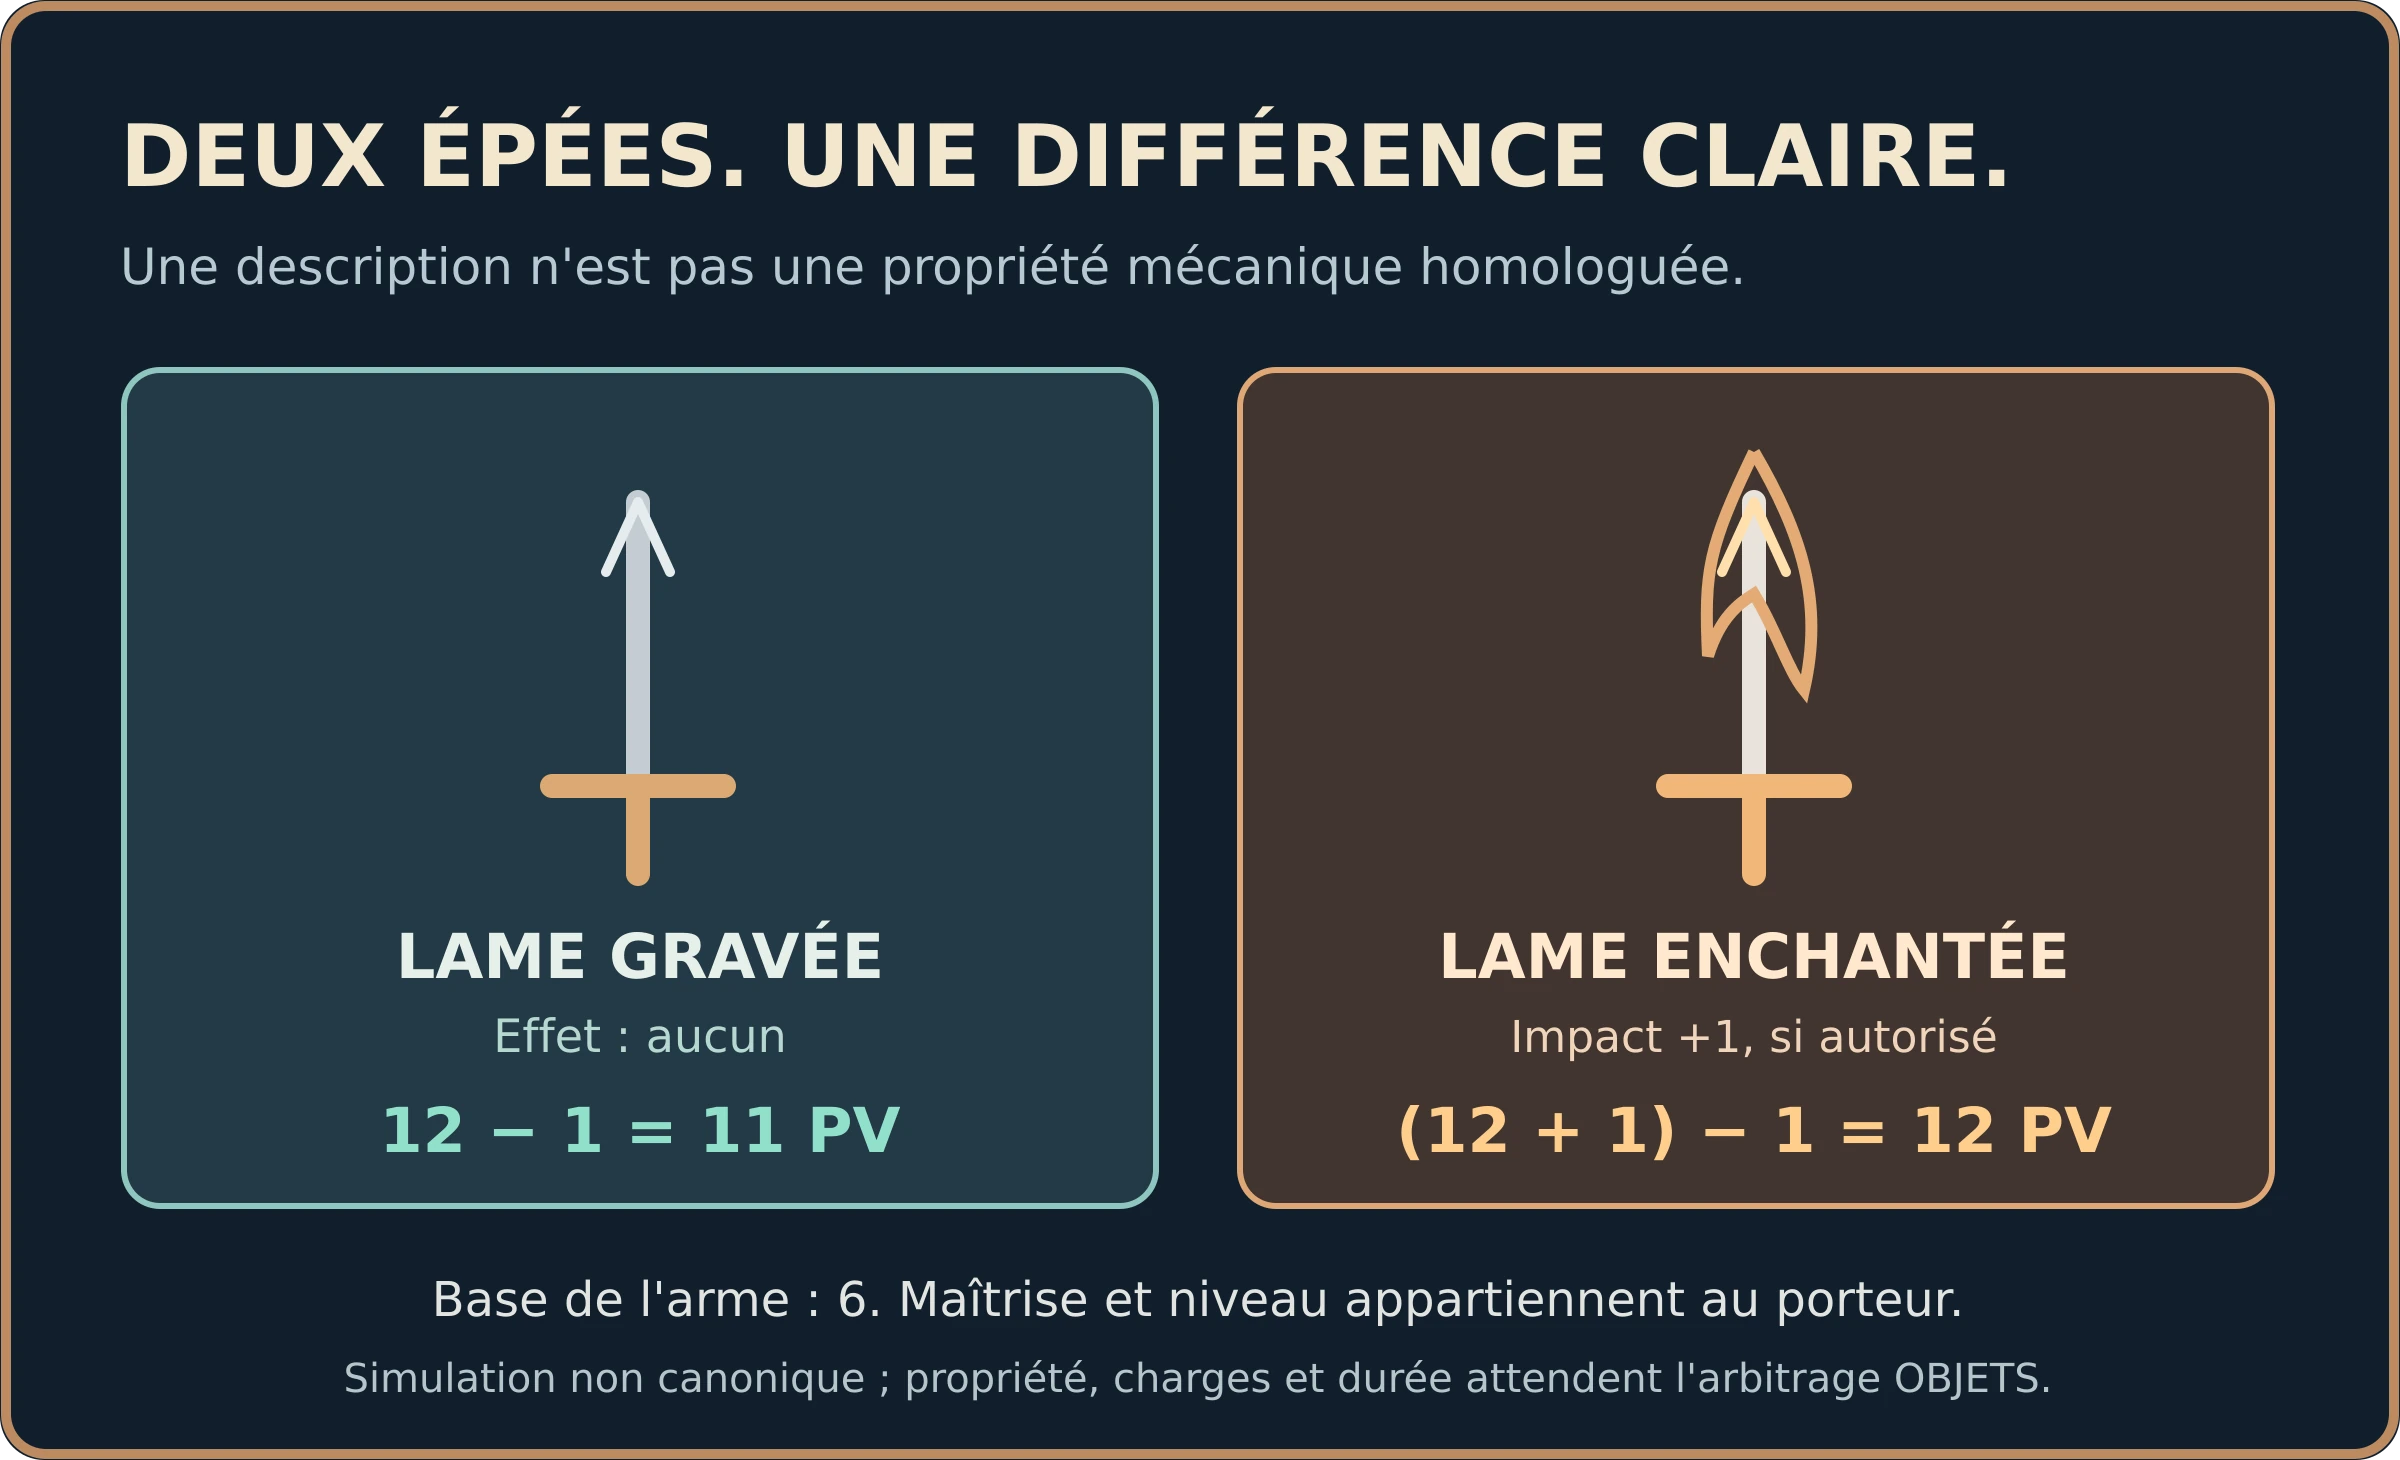 DEUX ÉPÉES. UNE DIFFÉRENCE CLAIRE.
Une description n'est pas une propriété mécanique homologuée.
LAME GRAVÉE
Effet : aucun
12 − 1 = 11 PV
LAME ENCHANTÉE
Impact +1, si autorisé
(12 + 1) − 1 = 12 PV
Base de l'arme : 6. Maîtrise et niveau appartiennent au porteur.
Simulation non canonique ; propriété, charges et durée attendent l'arbitrage OBJETS.